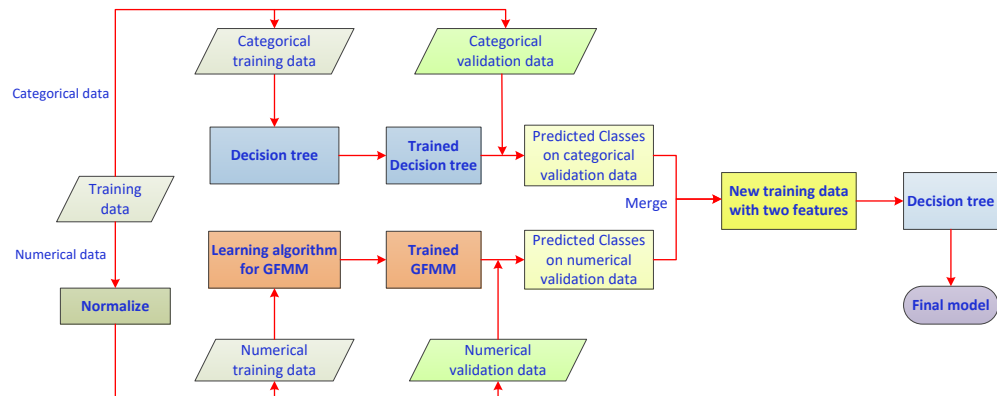 Categorical
training data
Categorical
validation data
Categorical data
Decision tree
Trained
Decision tree
Predicted Classes
on categorical
validation data
Training
data
Merge
New training data
with two features
Decision tree
Numerical data
Learning algorithm
for GFMM
Trained
GFMM
Predicted Classes
on numerical
validation data
Normalize
Final model
Numerical
training data
Numerical
validation data